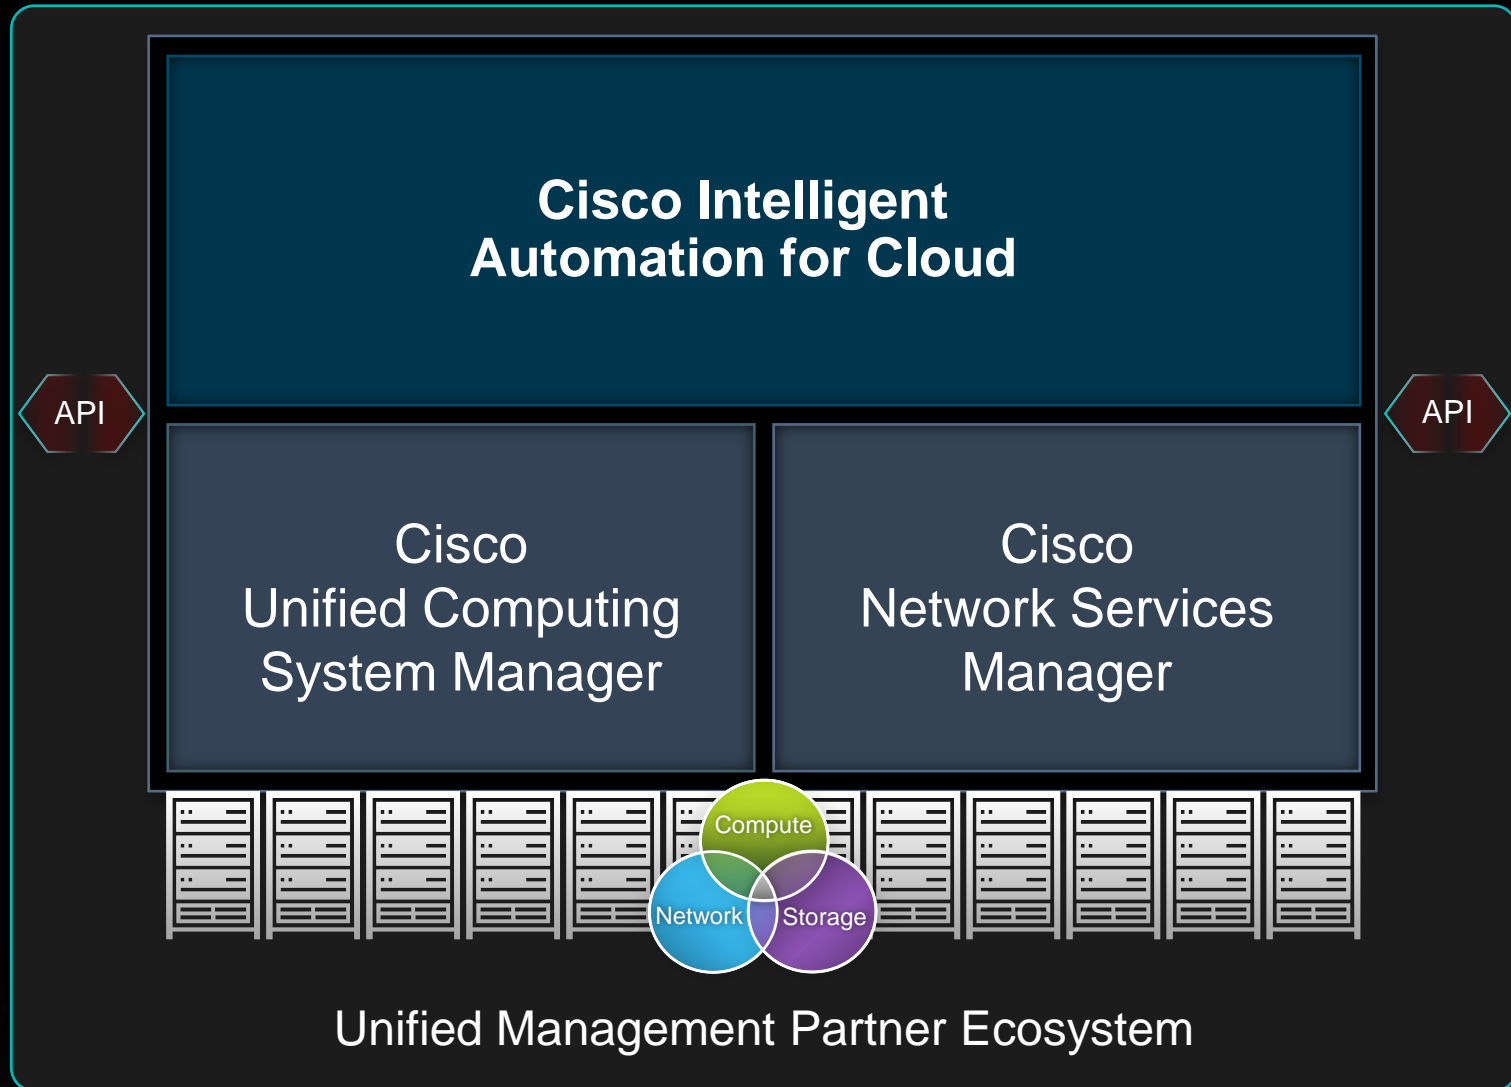 Cisco Intelligent
Automation for Cloud
API
API
Cisco
Unified Computing
System Manager
Cisco
Network Services
Manager
Compute
Network
Storage
Unified Management Partner Ecosystem